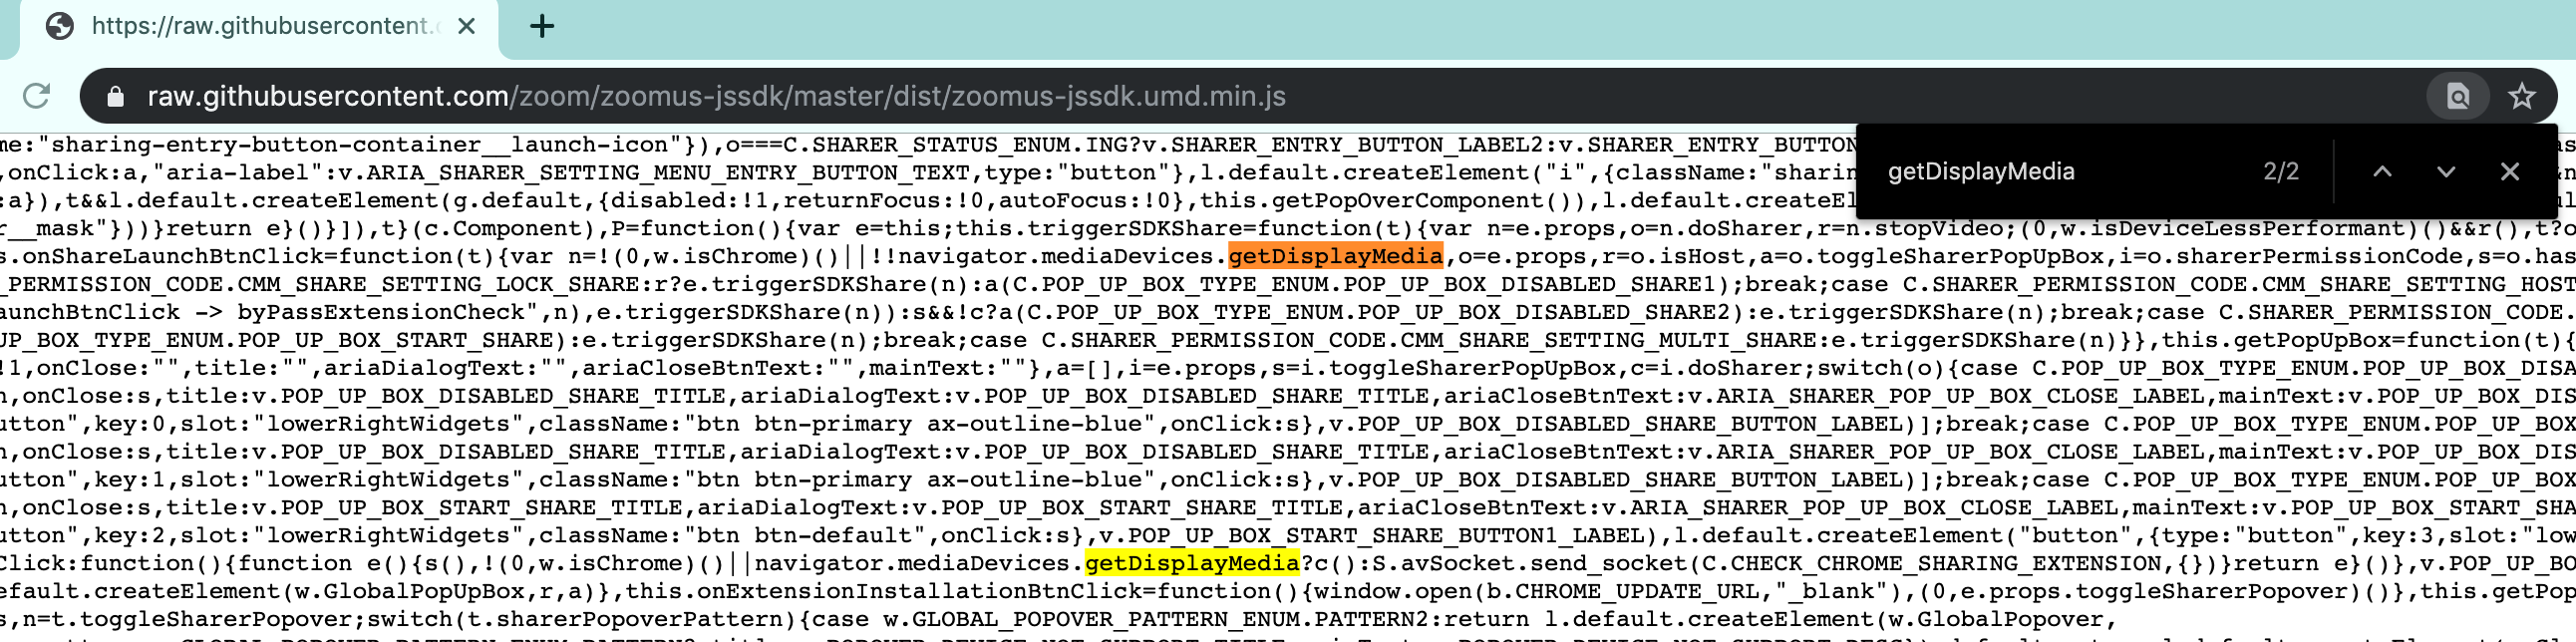 https://raw.githubusercontent.c
raw.githubusercontent.com/zoom/zoomus-jssdk/master/dist/zoomus-jssdk.umd.min.js
getDisplayMedia 2/2
me:"sharing-entry-button-container__launch-icon"}),o===C.SHARER_STATUS_ENUM.ING?v.SHARER_ENTRY_BUTTON_LABEL2:v.SHARER_ENTRY_BUTTON
,onClick:a,"aria-label":v.ARIA_SHARER_SETTING_MENU_ENTRY_BUTTON_TEXT,type:"button"},l.default.createElement("i",{className:"sharin
:a}),t&&l.default.createElement(g.default,{disabled:!1,returnFocus:!0,autoFocus:!0},this.getPopOverComponent()),l.default.createEl
r__mask"}))}return e}()}]),t}(c.Component),P=function(){var e=this;this.triggerSDKShare=function(t){var n=e.props,o=n.doSharer,r=n.stopVideo;(0,w.isDeviceLessPerformant)()&&r(),t?o
s.onShareLaunchBtnClick=function(t){var n=!(0,w.isChrome)()||!!navigator.mediaDevices.getDisplayMedia,o=e.props,r=o.isHost,a=o.toggleSharerPopUpBox,i=o.sharerPermissionCode,s=o.has
_PERMISSION_CODE.CMM_SHARE_SETTING_LOCK_SHARE:r?e.triggerSDKShare(n):a(C.POP_UP_BOX_TYPE_ENUM.POP_UP_BOX_DISABLED_SHARE1);break;case C.SHARER_PERMISSION_CODE.CMM_SHARE_SETTING_HOST
aunchBtnClick -> byPassExtensionCheck",n),e.triggerSDKShare(n)):s&&!c?a(C.POP_UP_BOX_TYPE_ENUM.POP_UP_BOX_DISABLED_SHARE2):e.triggerSDKShare(n);break;case C.SHARER_PERMISSION_CODE.
UP_BOX_TYPE_ENUM.POP_UP_BOX_START_SHARE):e.triggerSDKShare(n);break;case C.SHARER_PERMISSION_CODE.CMM_SHARE_SETTING_MULTI_SHARE:e.triggerSDKShare(n)}},this.getPopUpBox=function(t){
!1,onClose:"",title:"",ariaDialogText:"",ariaCloseBtnText:"",mainText:""},a=[],i=e.props,s=i.toggleSharerPopUpBox,c=i.doSharer;switch(o){case C.POP_UP_BOX_TYPE_ENUM.POP_UP_BOX_DISA
n,onClose:s,title:v.POP_UP_BOX_DISABLED_SHARE_TITLE,ariaDialogText:v.POP_UP_BOX_DISABLED_SHARE_TITLE,ariaCloseBtnText:v.ARIA_SHARER_POP_UP_BOX_CLOSE_LABEL,mainText:v.POP_UP_BOX_DIS
utton",key:0,slot:"lowerRightWidgets",className:"btn btn-primary ax-outline-blue",onClick:s},v.POP_UP_BOX_DISABLED_SHARE_BUTTON_LABEL)];break;case C.POP_UP_BOX_TYPE_ENUM.POP_UP_BOX
n,onClose:s,title:v.POP_UP_BOX_DISABLED_SHARE_TITLE,ariaDialogText:v.POP_UP_BOX_DISABLED_SHARE_TITLE,ariaCloseBtnText:v.ARIA_SHARER_POP_UP_BOX_CLOSE_LABEL,mainText:v.POP_UP_BOX_DIS
utton",key:1,slot:"lowerRightWidgets",className:"btn btn-primary ax-outline-blue",onClick:s},v.POP_UP_BOX_DISABLED_SHARE_BUTTON_LABEL)];break;case C.POP_UP_BOX_TYPE_ENUM.POP_UP_BOX
n,onClose:s,title:v.POP_UP_BOX_START_SHARE_TITLE,ariaDialogText:v.POP_UP_BOX_START_SHARE_TITLE,ariaCloseBtnText:v.ARIA_SHARER_POP_UP_BOX_CLOSE_LABEL,mainText:v.POP_UP_BOX_START_SHA
utton",key:2,slot:"lowerRightWidgets",className:"btn btn-default",onClick:s},v.POP_UP_BOX_START_SHARE_BUTTON1_LABEL),l.default.createElement("button",{type:"button",key:3,slot:"low
Click:function(){function e(){s(),!(0,w.isChrome)()||navigator.mediaDevices.getDisplayMedia?c():S.avSocket.send_socket(C.CHECK_CHROME_SHARING_EXTENSION,{})}return e}()},v.POP_UP_BO
efault.createElement(w.GlobalPopUpBox,r,a)},this.onExtensionInstallationBtnClick=function(){window.open(b.CHROME_UPDATE_URL,"_blank"),(0,e.props.toggleSharerPopover)()},this.getPop
s,n=t.toggleSharerPopover;switch(t.sharerPopoverPattern){case w.GLOBAL_POPOVER_PATTERN_ENUM.PATTERN2:return l.default.createElement(w.GlobalPopover,